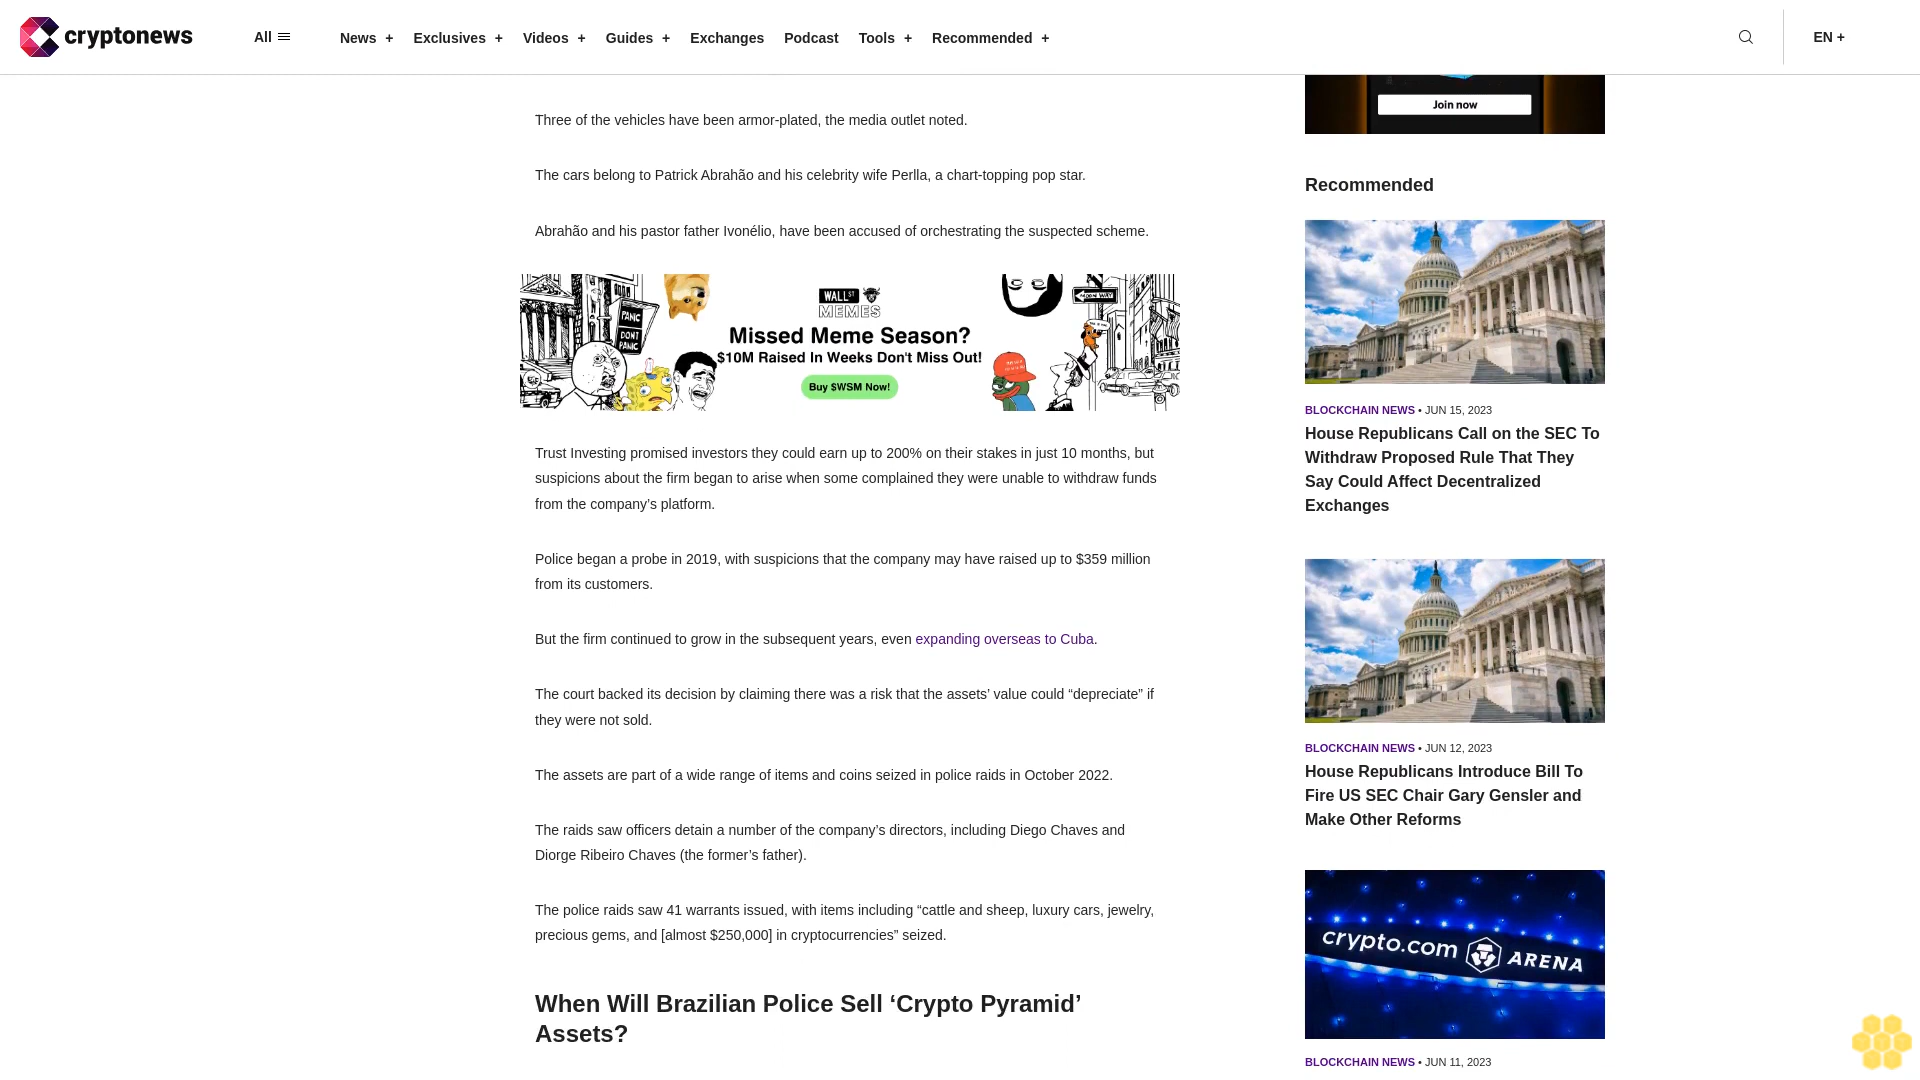 cryptonews
All
News +
Exclusives +
Videos +
Guides +
Exchanges
Podcast
Tools +
Recommended +
EN +
Three of the vehicles have been armor-plated, the media outlet noted.
The cars belong to Patrick Abrahão and his celebrity wife Perlla, a chart-topping pop star.
Abrahão and his pastor father Ivonélio, have been accused of orchestrating the suspected scheme.
PANIC
DONT
PANIC
WALL ST
MEMES
Missed Meme Season?
$10M Raised In Weeks Don't Miss Out!
Buy $WSM Now!
Trust Investing promised investors they could earn up to 200% on their stakes in just 10 months, but
suspicions about the firm began to arise when some complained they were unable to withdraw funds
from the company’s platform.
Police began a probe in 2019, with suspicions that the company may have raised up to $359 million
from its customers.
But the firm continued to grow in the subsequent years, even expanding overseas to Cuba.
The court backed its decision by claiming there was a risk that the assets’ value could “depreciate” if
they were not sold.
The assets are part of a wide range of items and coins seized in police raids in October 2022.
The raids saw officers detain a number of the company’s directors, including Diego Chaves and
Diorge Ribeiro Chaves (the former’s father).
The police raids saw 41 warrants issued, with items including “cattle and sheep, luxury cars, jewelry,
precious gems, and [almost $250,000] in cryptocurrencies” seized.
When Will Brazilian Police Sell ‘Crypto Pyramid’
Assets?
Join now
Recommended
BLOCKCHAIN NEWS • JUN 15, 2023
House Republicans Call on the SEC To
Withdraw Proposed Rule That They
Say Could Affect Decentralized
Exchanges
BLOCKCHAIN NEWS • JUN 12, 2023
House Republicans Introduce Bill To
Fire US SEC Chair Gary Gensler and
Make Other Reforms
crypto.com ARENA
BLOCKCHAIN NEWS • JUN 11, 2023